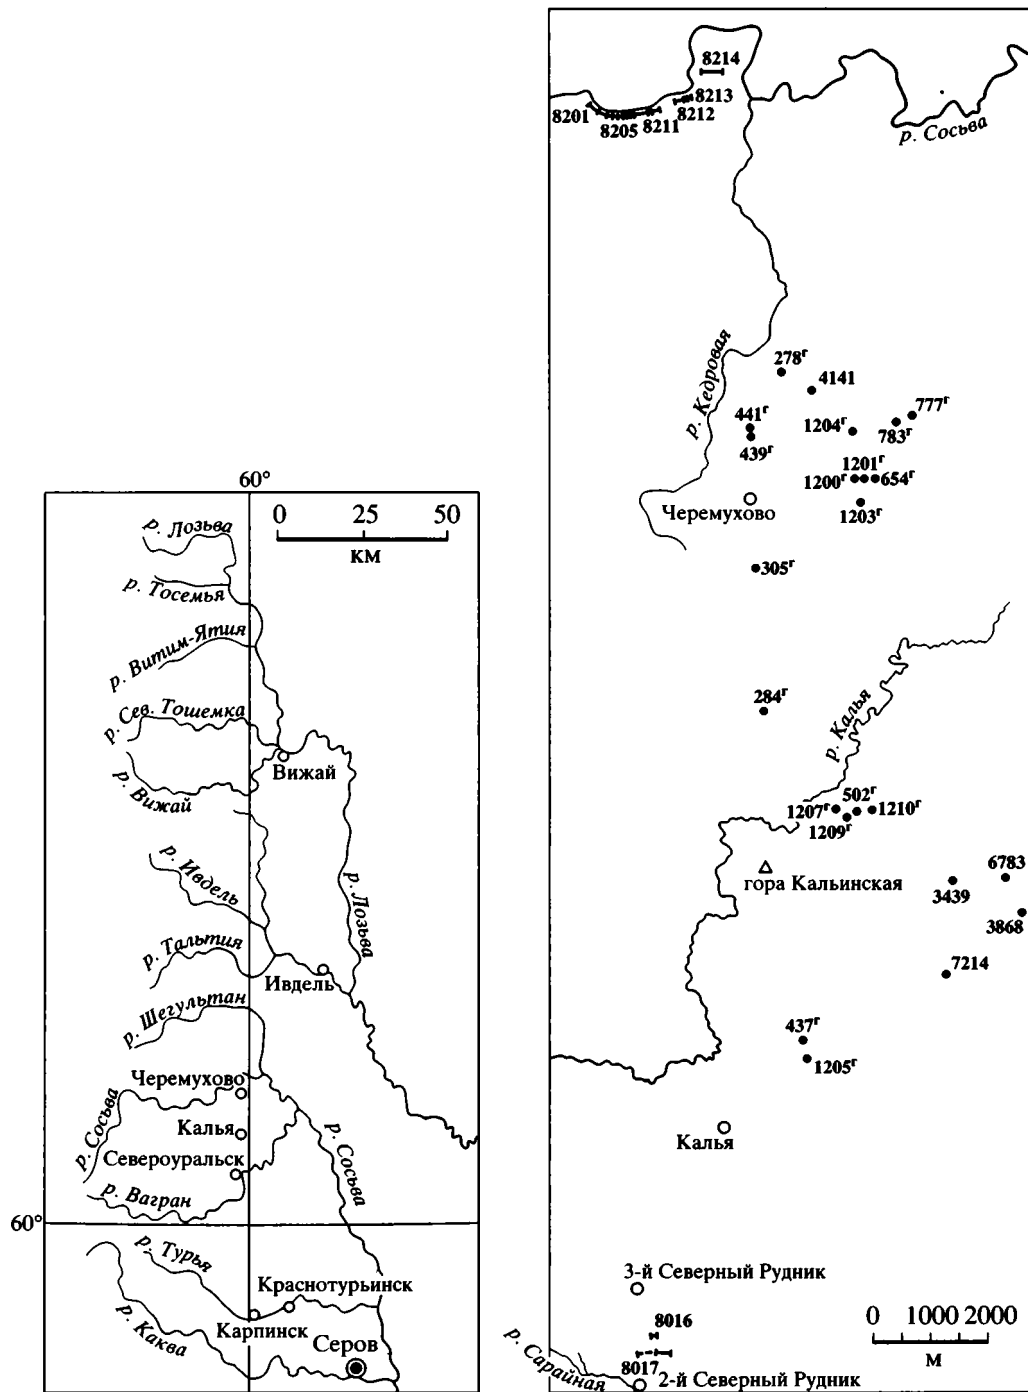 60°
р. Лозьва
0 25 50
км
р. Тосемья
р. Витим-Ятия
р. Сев. Тошемка
Вижай
р. Вижай
р. Ивдель
р. Лозьва
р. Тальтия
Ивдель
р. Шегультан
Черемухово
р. Сосьва
Калья
р. Сосьва
Североуральск
р. Вагран
60°
р. Турья
Краснотурьинск
Карпинск
р. Каква
Серов
8214
8213
8201
8212
8211
8205
р. Сосьва
р. Кедровая
278г
4141
777г
441г
1204г
783г
439г
1201г
1200г
654г
Черемухово
1203г
305г
284г
р. Калья
502г
1207г
1210г
1209г
6783
гора Кальинская
3439
3868
7214
437г
1205г
Калья
3-й Северный Рудник
0 1000 2000
м
8016
р. Сарайная
8017
2-й Северный Рудник